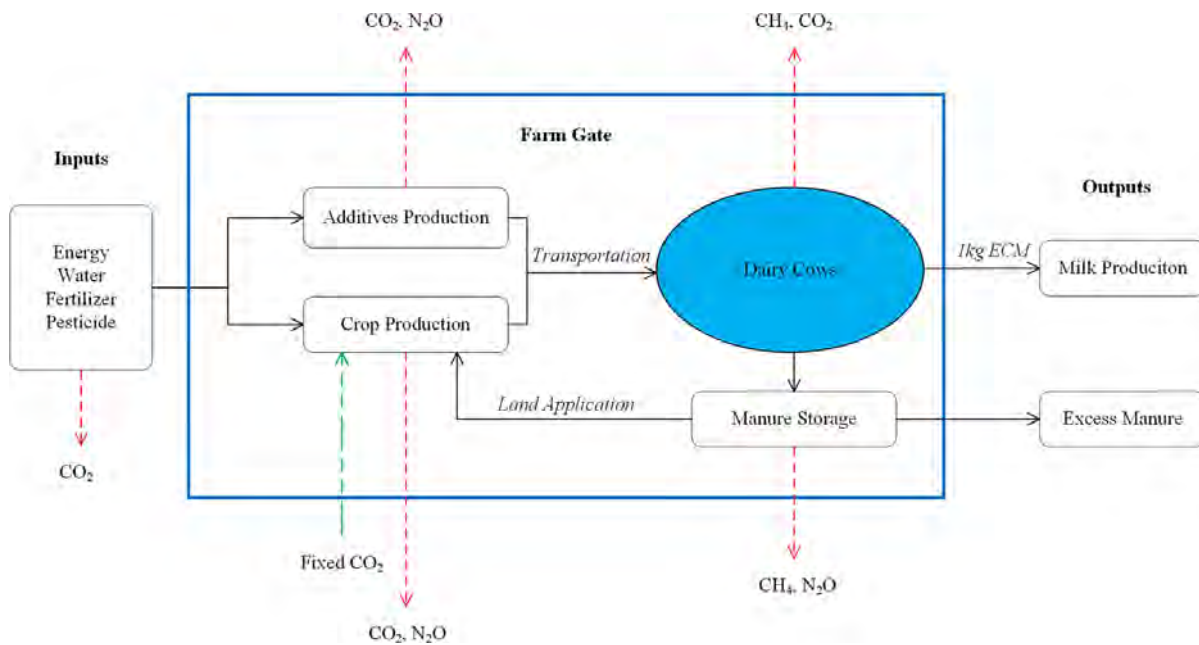 CO₂, N₂O
CH₄, CO₂
Farm Gate
Inputs
Outputs
Energy
Water
Fertilizer
Pesticide
Additives Production
Transportation
Dairy Cows
1kg ECM
Milk Produciton
Crop Production
Land Application
Manure Storage
Excess Manure
CO₂
Fixed CO₂
CH₄, N₂O
CO₂, N₂O